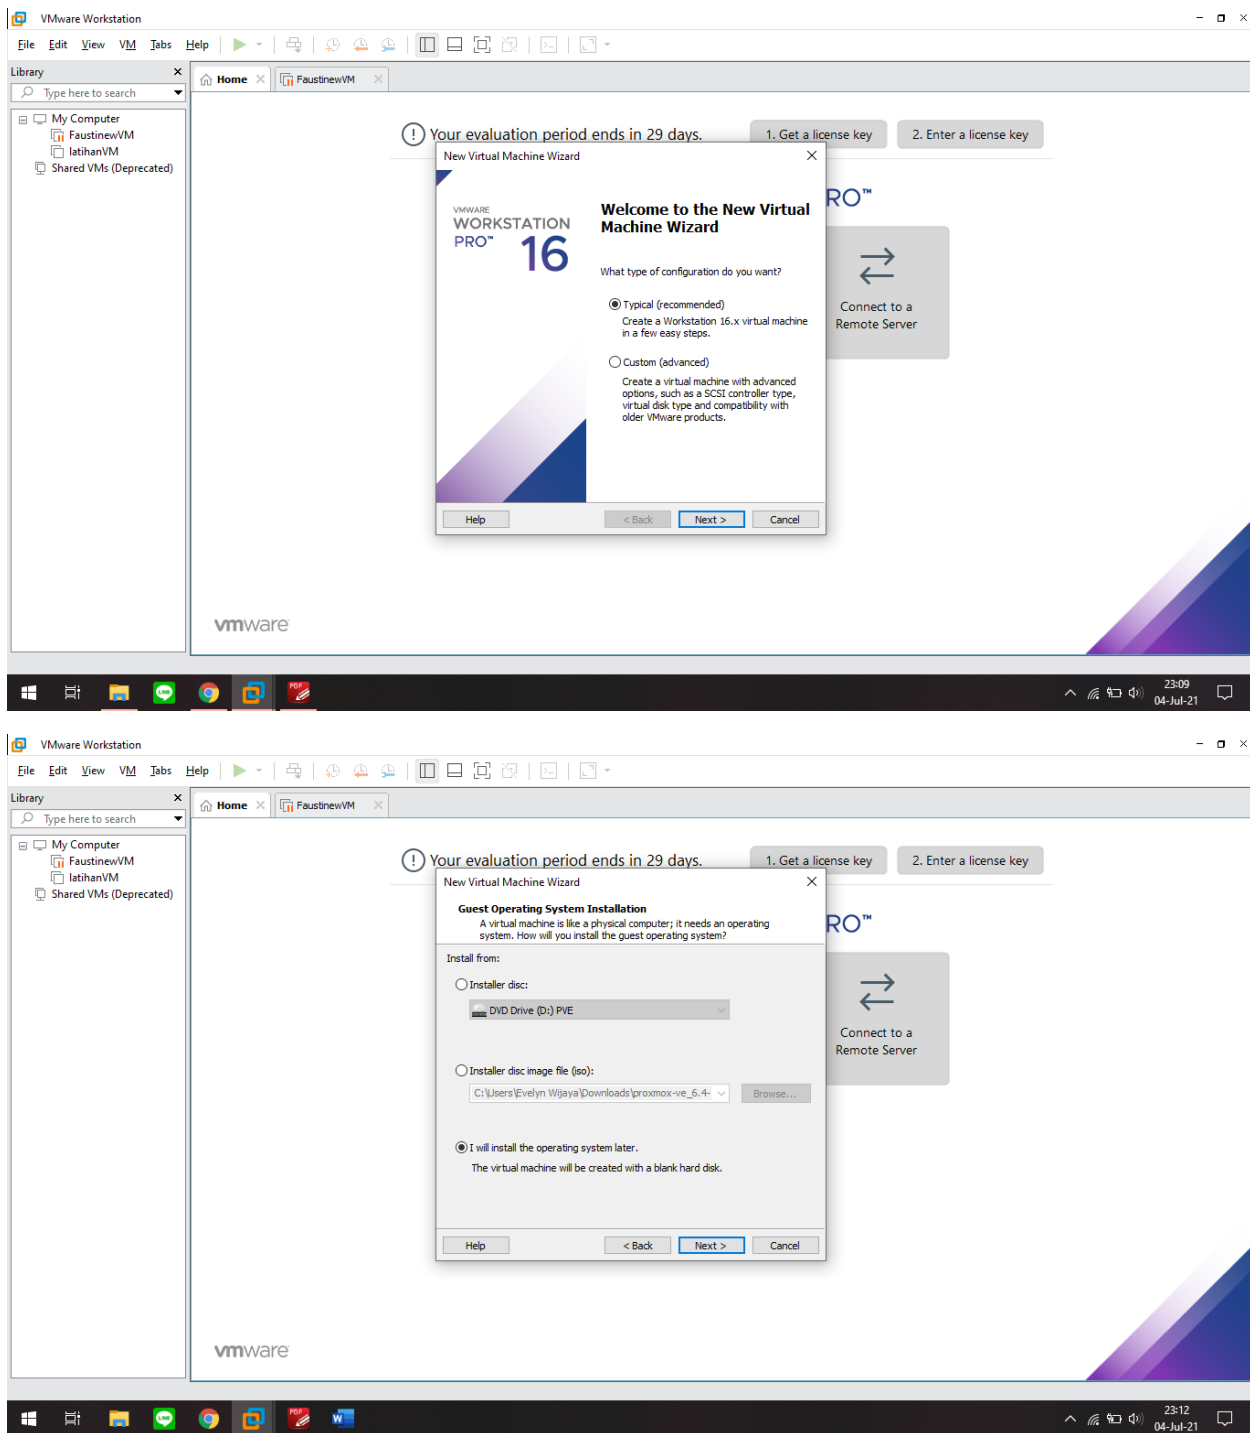 VMware Workstation
File Edit View VM Tabs Help
Library
Home
FaustinewVM
Type here to search
My Computer
FaustinewVM
latihanVM
Shared VMs (Deprecated)
Your evaluation period ends in 29 days.
1. Get a license key
2. Enter a license key
New Virtual Machine Wizard
RO™
VMWARE
WORKSTATION
PRO™ 16
Welcome to the New Virtual
Machine Wizard
What type of configuration do you want?
Typical (recommended)
Create a Workstation 16.x virtual machine
in a few easy steps.
Custom (advanced)
Create a virtual machine with advanced
options, such as a SCSI controller type,
virtual disk type and compatibility with
older VMware products.
Connect to a
Remote Server
Help
< Back
Next >
Cancel
vmware
LINE
PDF
23:09
04-Jul-21
VMware Workstation
File Edit View VM Tabs Help
Library
Home
FaustinewVM
Type here to search
My Computer
FaustinewVM
latihanVM
Shared VMs (Deprecated)
Your evaluation period ends in 29 days.
1. Get a license key
2. Enter a license key
New Virtual Machine Wizard
RO™
Guest Operating System Installation
A virtual machine is like a physical computer; it needs an operating
system. How will you install the guest operating system?
Install from:
Installer disc:
DVD Drive (D:) PVE
Installer disc image file (iso):
C:\Users\Evelyn Wijaya\Downloads\proxmox-ve_6.4-
Browse...
I will install the operating system later.
The virtual machine will be created with a blank hard disk.
Connect to a
Remote Server
Help
< Back
Next >
Cancel
vmware
LINE
PDF
W
23:12
04-Jul-21